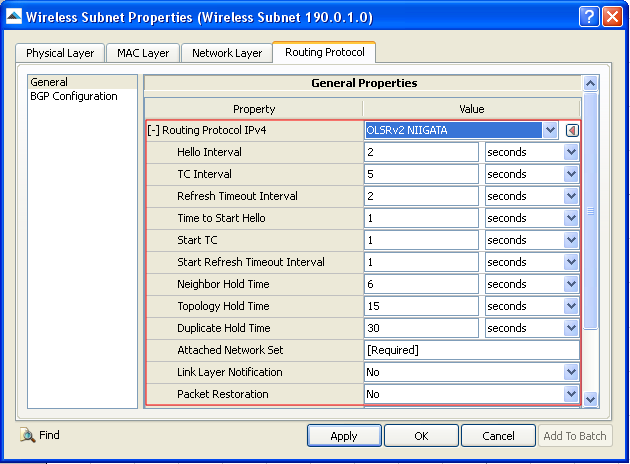 Wireless Subnet Properties (Wireless Subnet 190.0.1.0)
Physical Layer MAC Layer Network Layer Routing Protocol
General
BGP Configuration
General Properties
Property Value
[-] Routing Protocol IPv4 OLSRv2 NIIGATA
Hello Interval 2 seconds
TC Interval 5 seconds
Refresh Timeout Interval 2 seconds
Time to Start Hello 1 seconds
Start TC 1 seconds
Start Refresh Timeout Interval 1 seconds
Neighbor Hold Time 6 seconds
Topology Hold Time 15 seconds
Duplicate Hold Time 30 seconds
Attached Network Set [Required]
Link Layer Notification No
Packet Restoration No
Find Apply OK Cancel Add To Batch